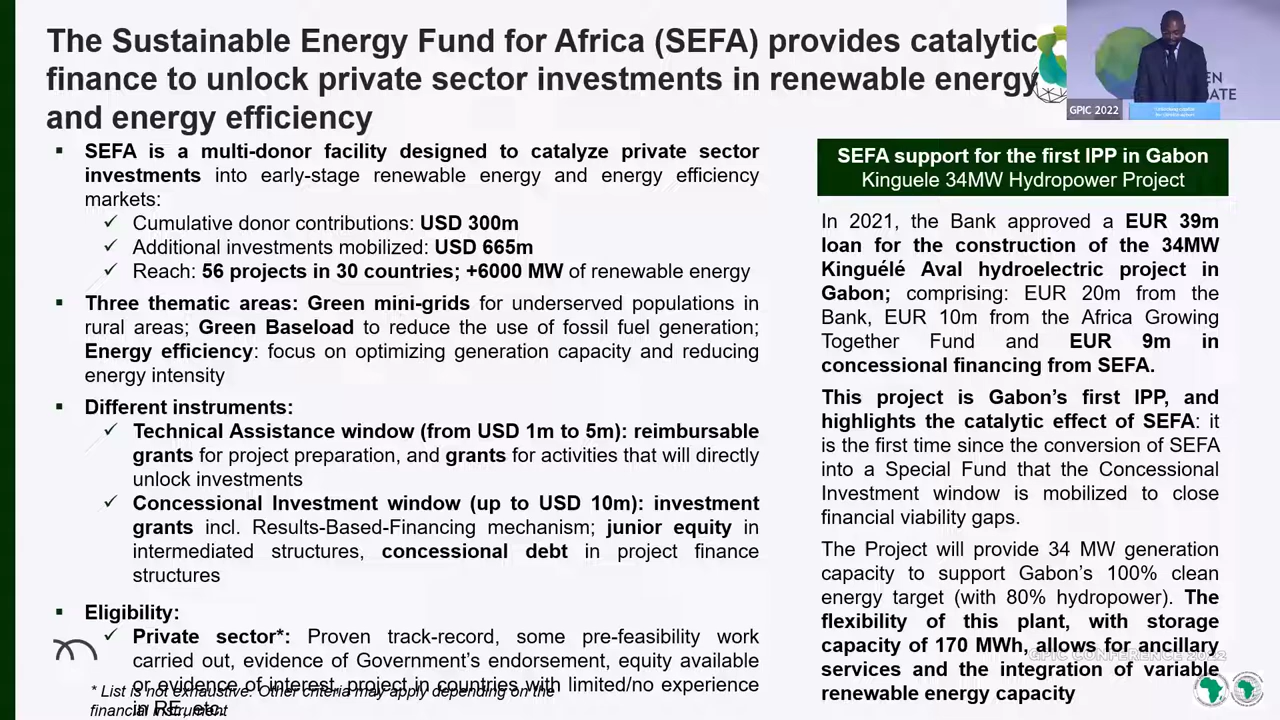 The Sustainable Energy Fund for Africa (SEFA) provides catalytic
finance to unlock private sector investments in renewable energy
and energy efficiency
GPIC 2022
▪ SEFA is a multi-donor facility designed to catalyze private sector
investments into early-stage renewable energy and energy efficiency
markets:
✓ Cumulative donor contributions: USD 300m
✓ Additional investments mobilized: USD 665m
✓ Reach: 56 projects in 30 countries; +6000 MW of renewable energy
▪ Three thematic areas: Green mini-grids for underserved populations in
rural areas; Green Baseload to reduce the use of fossil fuel generation;
Energy efficiency: focus on optimizing generation capacity and reducing
energy intensity
▪ Different instruments:
✓ Technical Assistance window (from USD 1m to 5m): reimbursable
grants for project preparation, and grants for activities that will directly
unlock investments
✓ Concessional Investment window (up to USD 10m): investment
grants incl. Results-Based-Financing mechanism; junior equity in
intermediated structures, concessional debt in project finance
structures
▪ Eligibility:
✓ Private sector*: Proven track-record, some pre-feasibility work
carried out, evidence of Government's endorsement, equity available
or evidence of interest, project in countries with limited/no experience
in RE, etc.
* List is not exhaustive. Other criteria may apply depending on the
financial instrument
SEFA support for the first IPP in Gabon
Kinguele 34MW Hydropower Project
In 2021, the Bank approved a EUR 39m
loan for the construction of the 34MW
Kinguélé Aval hydroelectric project in
Gabon; comprising: EUR 20m from the
Bank, EUR 10m from the Africa Growing
Together Fund and EUR 9m in
concessional financing from SEFA.
This project is Gabon's first IPP, and
highlights the catalytic effect of SEFA: it
is the first time since the conversion of SEFA
into a Special Fund that the Concessional
Investment window is mobilized to close
financial viability gaps.
The Project will provide 34 MW generation
capacity to support Gabon's 100% clean
energy target (with 80% hydropower). The
flexibility of this plant, with storage
capacity of 170 MWh, allows for ancillary
services and the integration of variable
renewable energy capacity
GPIC CONFERENCE 2022